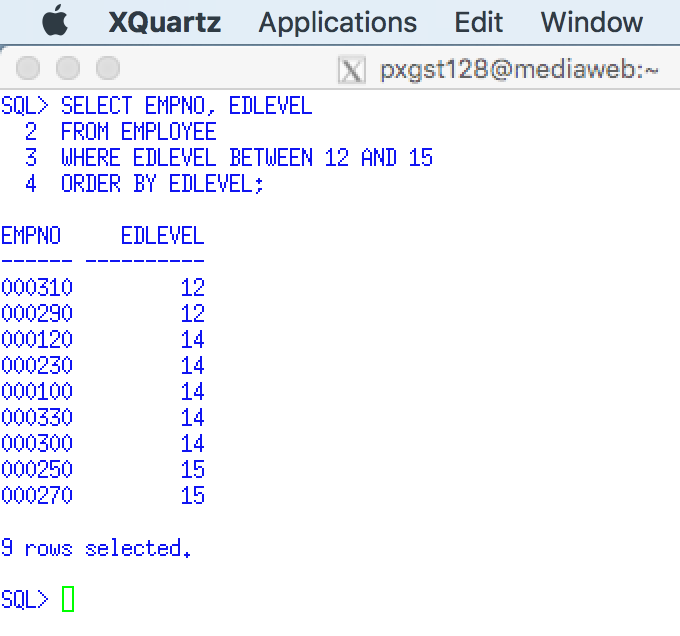 XQuartz Applications Edit Window
pxgst128@mediaweb:~
SQL> SELECT EMPNO, EDLEVEL
  2  FROM EMPLOYEE
  3  WHERE EDLEVEL BETWEEN 12 AND 15
  4  ORDER BY EDLEVEL;
EMPNO     EDLEVEL
------ ----------
000310         12
000290         12
000120         14
000230         14
000100         14
000330         14
000300         14
000250         15
000270         15
9 rows selected.
SQL>